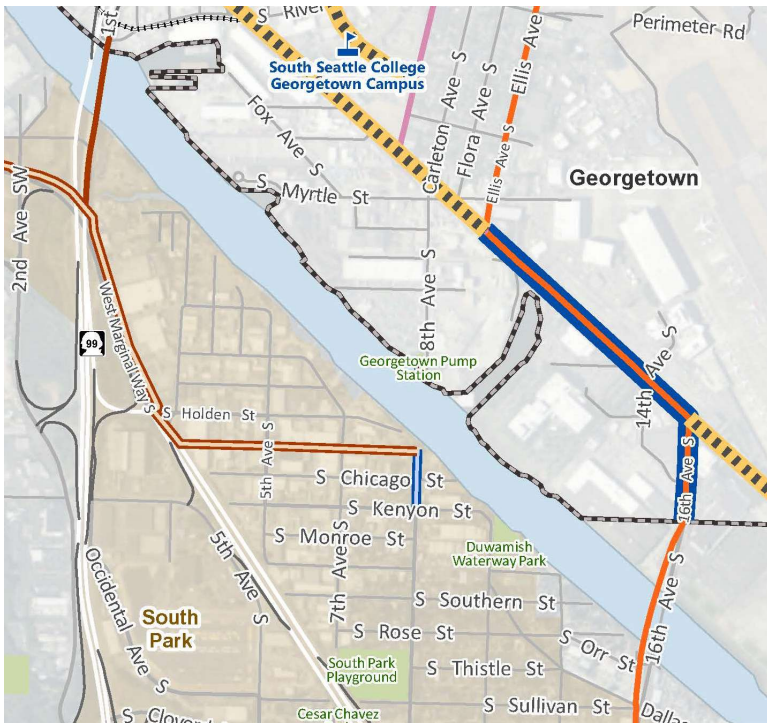 1st
S River
Ellis Ave
Perimeter Rd
South Seattle College
Georgetown Campus
Carleton Ave S
Flora Ave S
Fox Ave S
Ellis Ave S
Georgetown
S Myrtle St
2nd Ave SW
8th Ave S
West Marginal Way S
99
Georgetown Pump
Station
14th Ave S
S Holden St
5th Ave S
S Chicago St
16th Ave S
S Kenyon St
S Monroe St
5th Ave S
7th Ave S
Duwamish
Waterway Park
Occidental Ave S
South
Park
S Southern St
16th Ave S
S Rose St
S Orr St
South Park
Playground
S Thistle St
S Sullivan St
Dalla
S Cloverd
Cesar Chavez